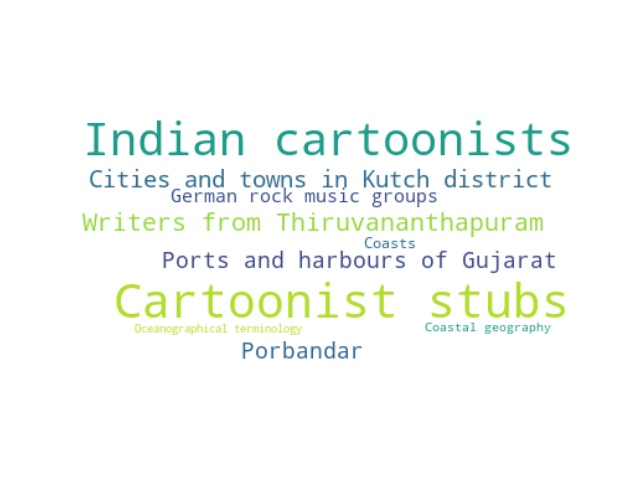 Indian cartoonists
Cities and towns in Kutch district
German rock music groups
Writers from Thiruvananthapuram
Coasts
Ports and harbours of Gujarat
Cartoonist stubs
Oceanographical terminology
Coastal geography
Porbandar